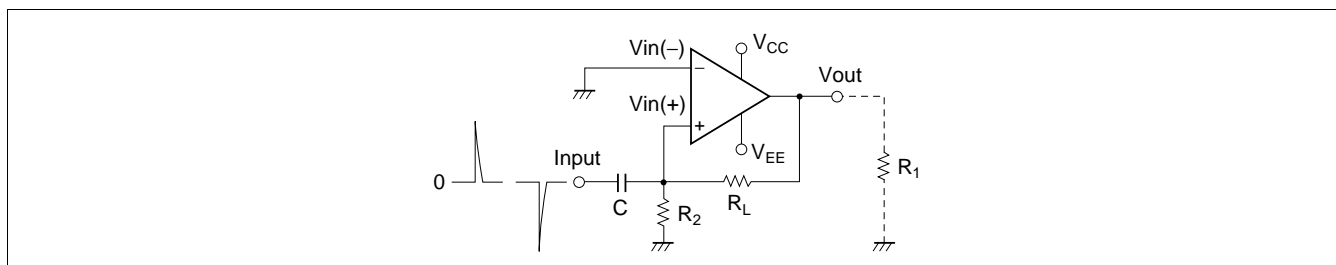 Vin(−)
VCC
Vout
Vin(+)
−
+
VEE
Input
0
C
R2
RL
R1